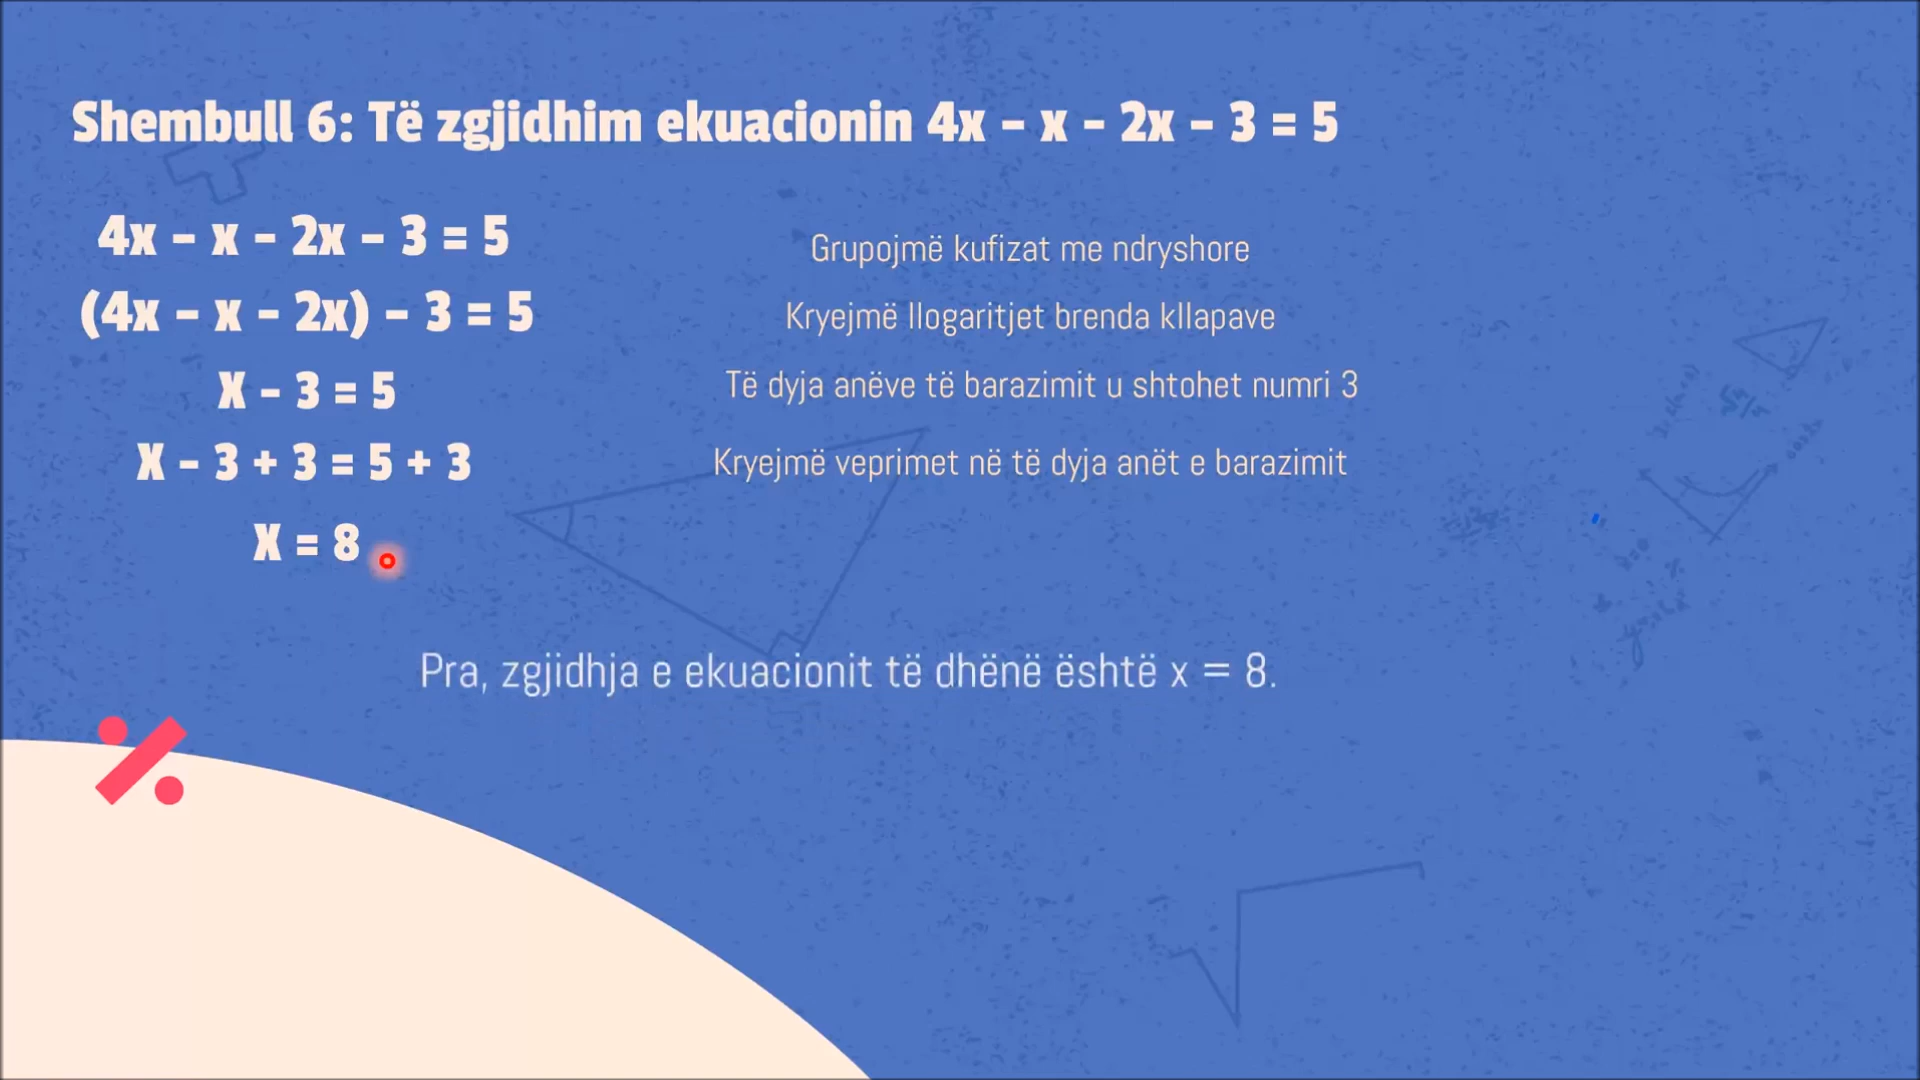 Shembull 6: Të zgjidhim ekuacionin 4x – x – 2x – 3 = 5
4x – x – 2x – 3 = 5
Grupojmë kufizat me ndryshore
(4x – x – 2x) – 3 = 5
Kryejmë llogaritjet brenda kllapave
X – 3 = 5
Të dyja anëve të barazimit u shtohet numri 3
X – 3 + 3 = 5 + 3
Kryejmë veprimet në të dyja anët e barazimit
X = 8
Pra, zgjidhja e ekuacionit të dhënë është x = 8.